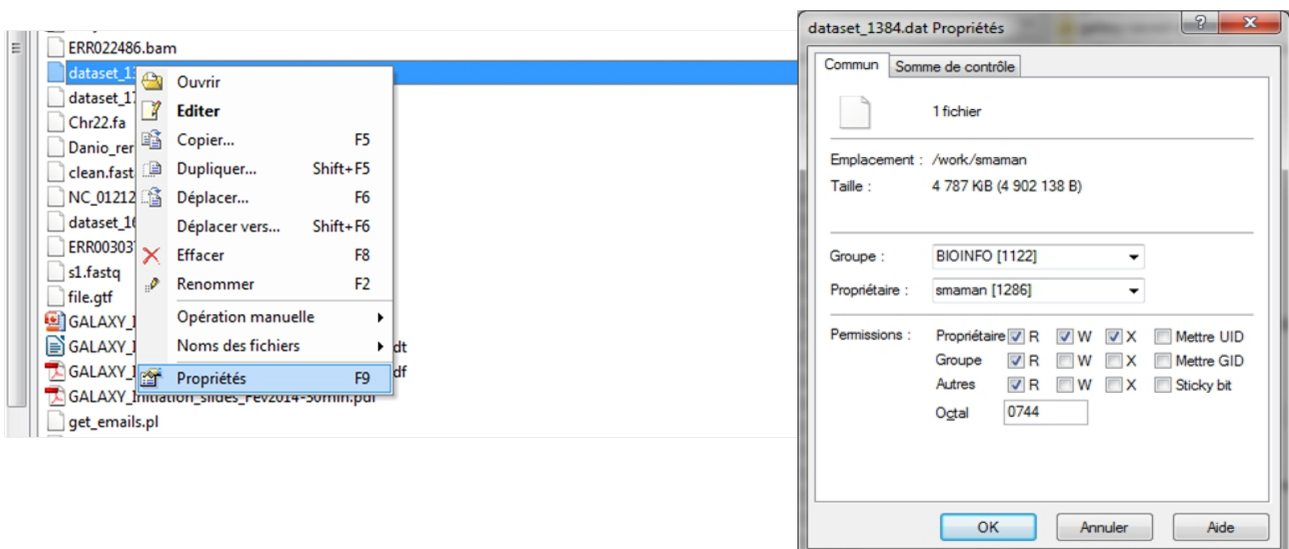 ERR022486.bam
dataset_13
dataset_17
Chr22.fa
Danio_rer
clean.fast
NC_01212
dataset_16
ERR00303
s1.fastq
file.gtf
GALAXY_I
GALAXY_I dt
GALAXY_I df
GALAXY_Initiation_slides_Fev2014-30min.pdf
get_emails.pl
Ouvrir
Editer
Copier... F5
Dupliquer... Shift+F5
Déplacer... F6
Déplacer vers... Shift+F6
Effacer F8
Renommer F2
Opération manuelle
Noms des fichiers
Propriétés F9
dataset_1384.dat Propriétés
Commun Somme de contrôle
1 fichier
Emplacement : /work/smaman
Taille : 4 787 KiB (4 902 138 B)
Groupe : BIOINFO [1122]
Propriétaire : smaman [1286]
Permissions : Propriétaire R W X Mettre UID
Groupe R W X Mettre GID
Autres R W X Sticky bit
Octal 0744
OK Annuler Aide